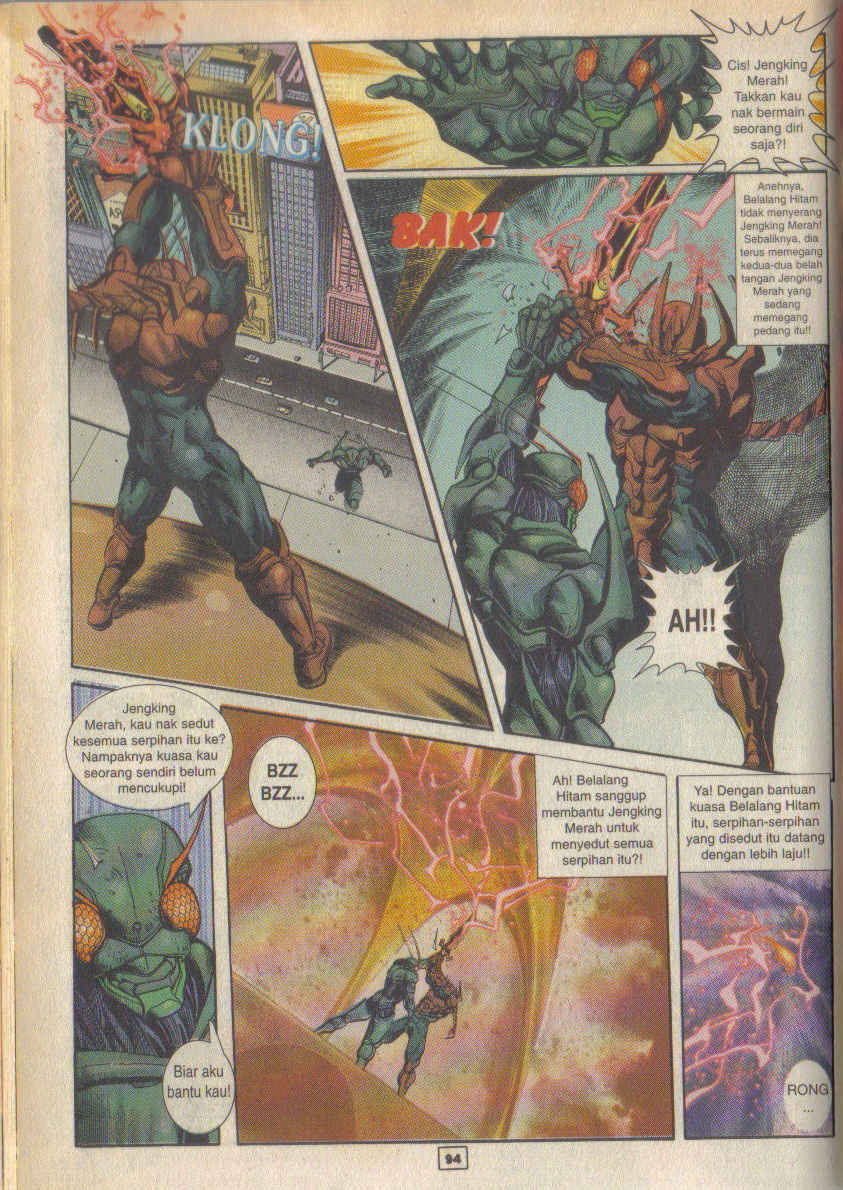 KLONG!
Cis! Jengking
Merah!
Takkan kau
nak bermain
seorang diri
saja?!
BAK!
Anehnya,
Belalang Hitam
tidak menyerang
Jengking Merah!
Sebaliknya, dia
terus memegang
kedua-dua belah
tangan Jengking
Merah yang
sedang
memegang
pedang itu!!
AH!!
Jengking
Merah, kau nak sedut
kesemua serpihan itu ke?
Nampaknya kuasa kau
seorang sendiri belum
mencukupi!
Biar aku
bantu kau!
BZZ
BZZ...
Ah! Belalang
Hitam sanggup
membantu Jengking
Merah untuk
menyedut semua
serpihan itu?!
Ya! Dengan bantuan
kuasa Belalang Hitam
itu, serpihan-serpihan
yang disedut itu datang
dengan lebih laju!!
RONG
...
94